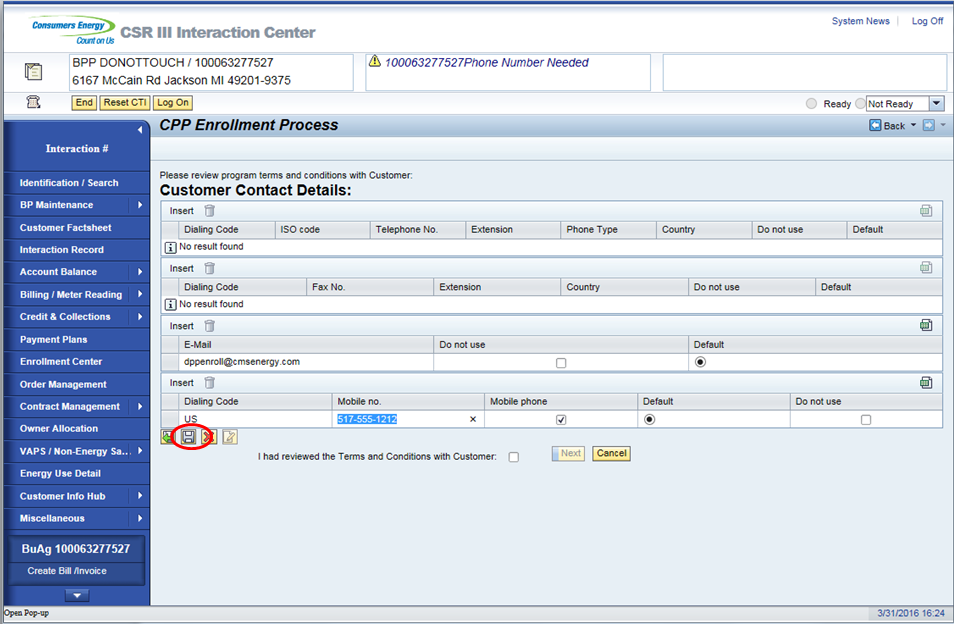 System News
Log Off
Consumers Energy
Count on Us
CSR III Interaction Center
BPP DONOTTOUCH / 100063277527
6167 McCain Rd Jackson MI 49201-9375
100063277527Phone Number Needed
End
Reset CTI
Log On
Ready
Not Ready
CPP Enrollment Process
Back
Interaction #
Identification / Search
BP Maintenance
Customer Factsheet
Interaction Record
Account Balance
Billing / Meter Reading
Credit & Collections
Payment Plans
Enrollment Center
Order Management
Contract Management
Owner Allocation
VAPS / Non-Energy Sa...
Energy Use Detail
Customer Info Hub
Miscellaneous
BuAg 100063277527
Create Bill /Invoice
Please review program terms and conditions with Customer:
Customer Contact Details:
Insert
Dialing Code ISO code Telephone No. Extension Phone Type Country Do not use Default
No result found
Insert
Dialing Code Fax No. Extension Country Do not use Default
No result found
Insert
E-Mail Do not use Default
dppenroll@cmsenergy.com
Insert
Dialing Code Mobile no. Mobile phone Default Do not use
US 517-555-1212
I had reviewed the Terms and Conditions with Customer:
Next
Cancel
Open Pop-up
3/31/2016 16:24